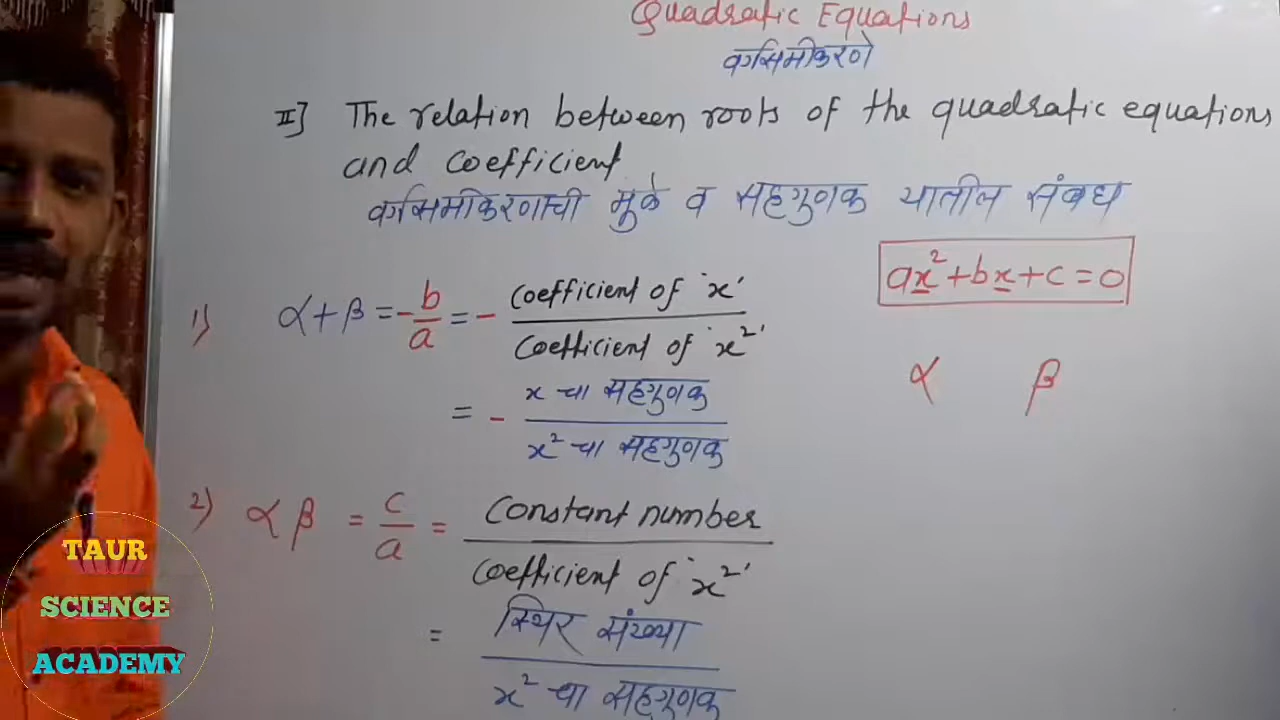 Quadratic Equations
वर्गसमीकरणे
II] The relation between roots of the quadratic equations
and coefficient
वर्गसमीकरणाची मुळे व सहगुणक यातील संबंध
ax²+bx+c=0
1) α+β = -b/a = - coefficient of 'x' / coefficient of 'x²'
α β
= - x चा सहगुणक / x² चा सहगुणक
2) αβ = c/a = constant number / coefficient of 'x²'
= स्थिर संख्या / x² चा सहगुणक
TAUR
SCIENCE
ACADEMY